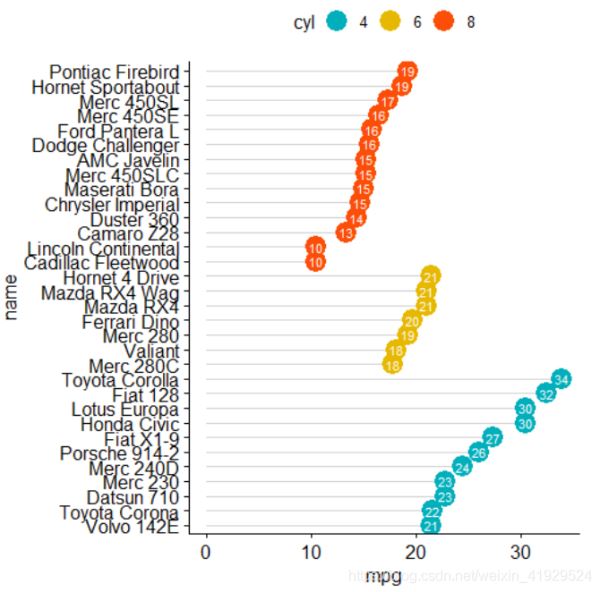 cyl 4 6 8
Pontiac Firebird 19
Hornet Sportabout 19
Merc 450SL 17
Merc 450SE 16
Ford Pantera L 16
Dodge Challenger 16
AMC Javelin 15
Merc 450SLC 15
Maserati Bora 15
Chrysler Imperial 15
Duster 360 14
Camaro Z28 13
Lincoln Continental 10
Cadillac Fleetwood 10
Hornet 4 Drive 21
Mazda RX4 Wag 21
Mazda RX4 21
Ferrari Dino 20
Merc 280 19
Valiant 18
Merc 280C 18
Toyota Corolla 34
Fiat 128 32
Lotus Europa 30
Honda Civic 30
Fiat X1-9 27
Porsche 914-2 26
Merc 240D 24
Merc 230 23
Datsun 710 23
Toyota Corona 22
Volvo 142E 21
name
0 10 20 30
mpg